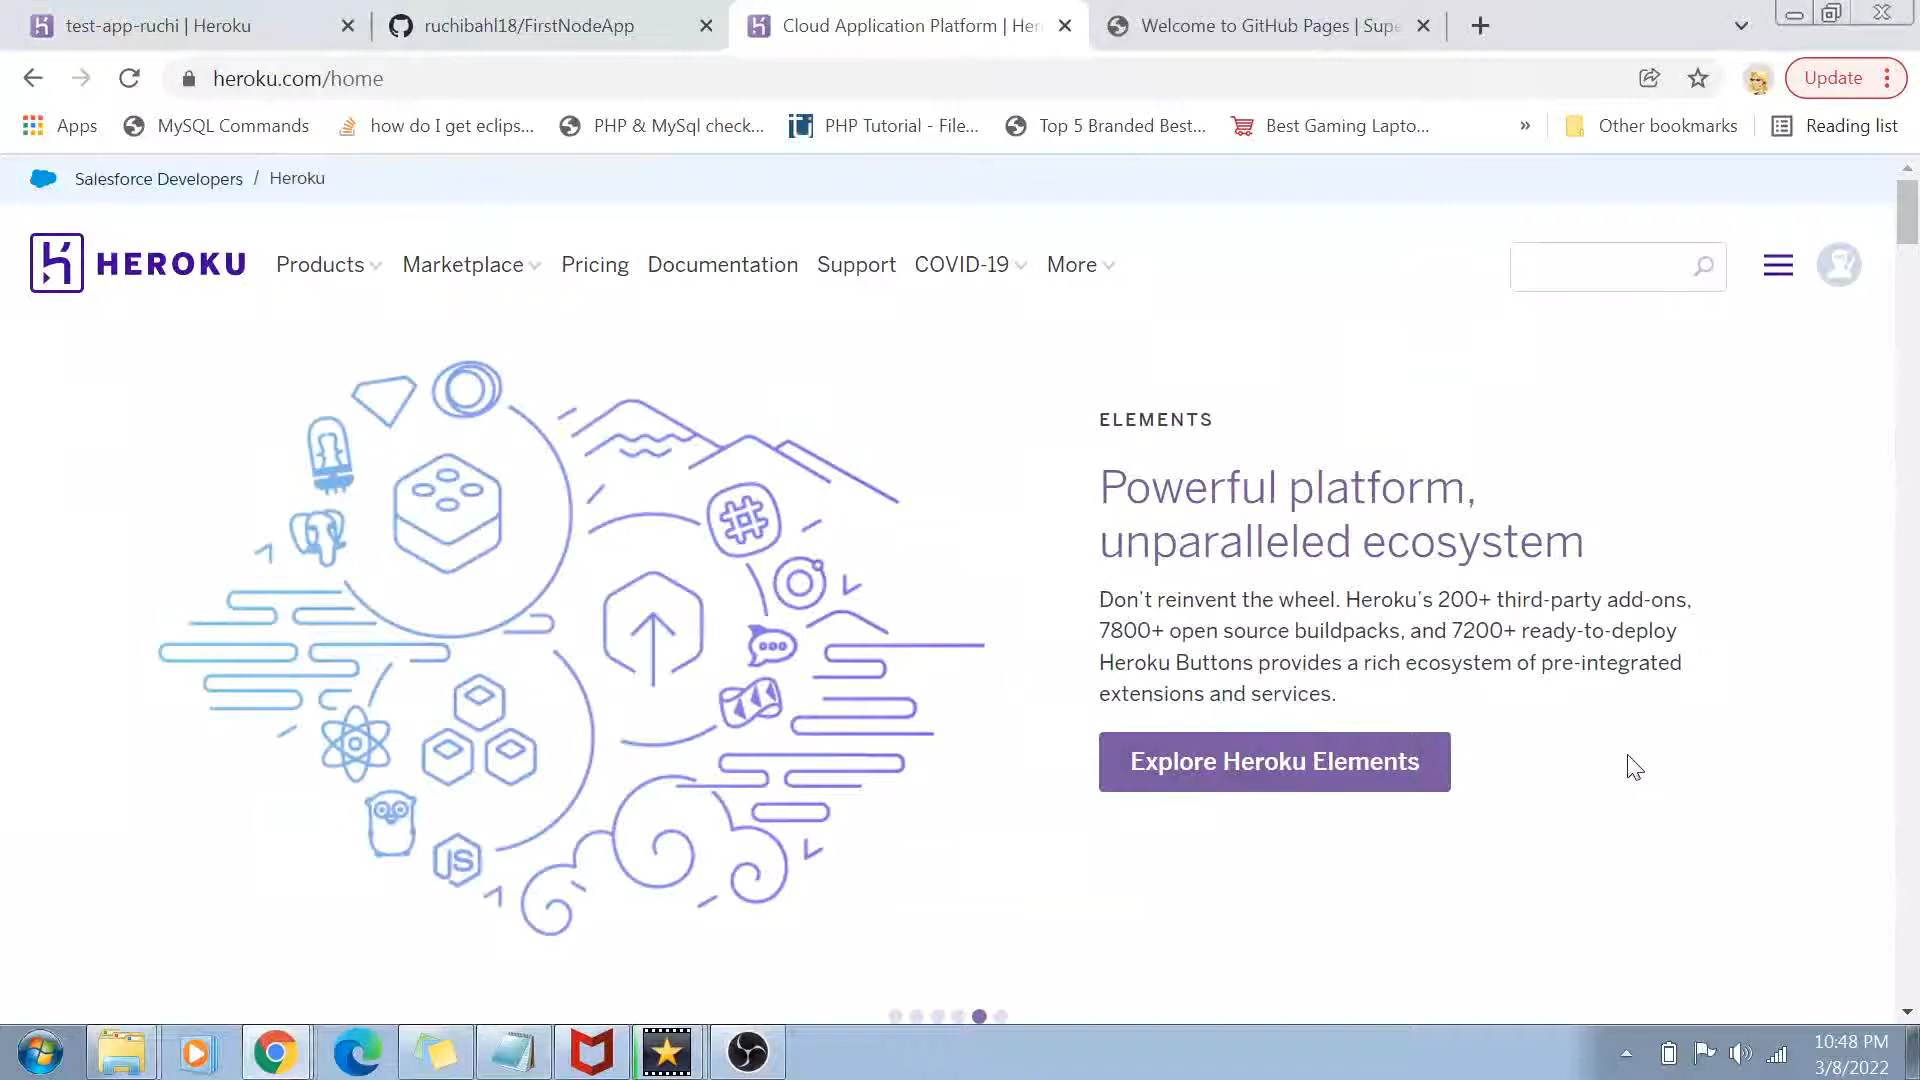 test-app-ruchi | Heroku
ruchibahl18/FirstNodeApp
Cloud Application Platform | Her
Welcome to GitHub Pages | Supe
heroku.com/home
Update
Apps
MySQL Commands
how do I get eclips...
PHP & MySql check...
PHP Tutorial - File...
Top 5 Branded Best...
Best Gaming Lapto...
»
Other bookmarks
Reading list
Salesforce Developers / Heroku
HEROKU
Products
Marketplace
Pricing
Documentation
Support
COVID-19
More
ELEMENTS
Powerful platform,
unparalleled ecosystem
Don't reinvent the wheel. Heroku's 200+ third-party add-ons,
7800+ open source buildpacks, and 7200+ ready-to-deploy
Heroku Buttons provides a rich ecosystem of pre-integrated
extensions and services.
Explore Heroku Elements
JS
10:48 PM
3/8/2022